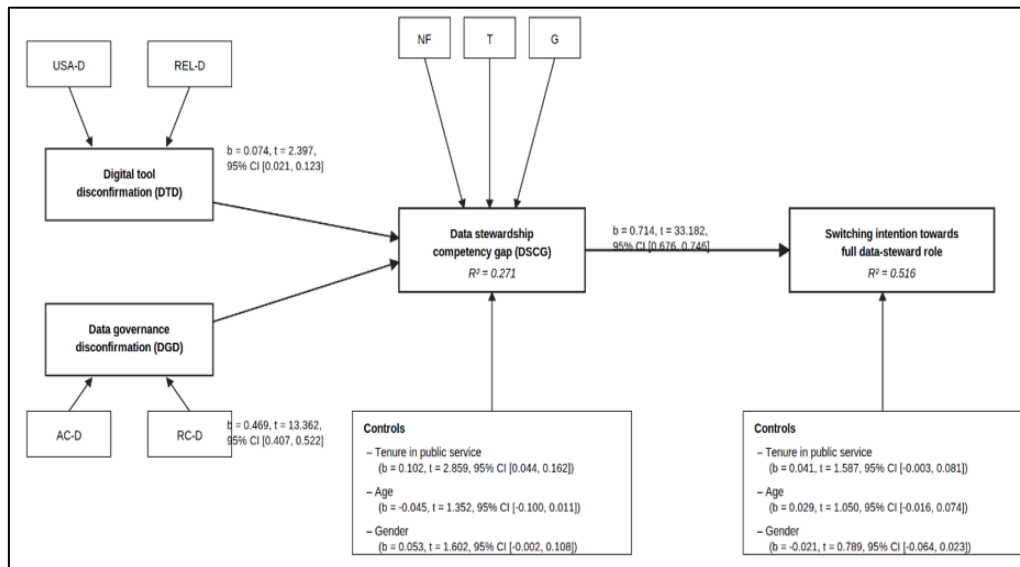 NF
T
G
USA-D
REL-D
b = 0.074, t = 2.397,
95% CI [0.021, 0.123]
Digital tool
disconfirmation (DTD)
Data stewardship
competency gap (DSCG)
R² = 0.271
b = 0.714, t = 33.182,
95% CI [0.676, 0.746]
Switching intention towards
full data-steward role
R² = 0.516
Data governance
disconfirmation (DGD)
AC-D
RC-D
b = 0.469, t = 13.362,
95% CI [0.407, 0.522]
Controls
– Tenure in public service
(b = 0.102, t = 2.859, 95% CI [0.044, 0.162])
– Age
(b = -0.045, t = 1.352, 95% CI [-0.100, 0.011])
– Gender
(b = 0.053, t = 1.602, 95% CI [-0.002, 0.108])
Controls
– Tenure in public service
(b = 0.041, t = 1.587, 95% CI [-0.003, 0.081])
– Age
(b = 0.029, t = 1.050, 95% CI [-0.016, 0.074])
– Gender
(b = -0.021, t = 0.789, 95% CI [-0.064, 0.023])